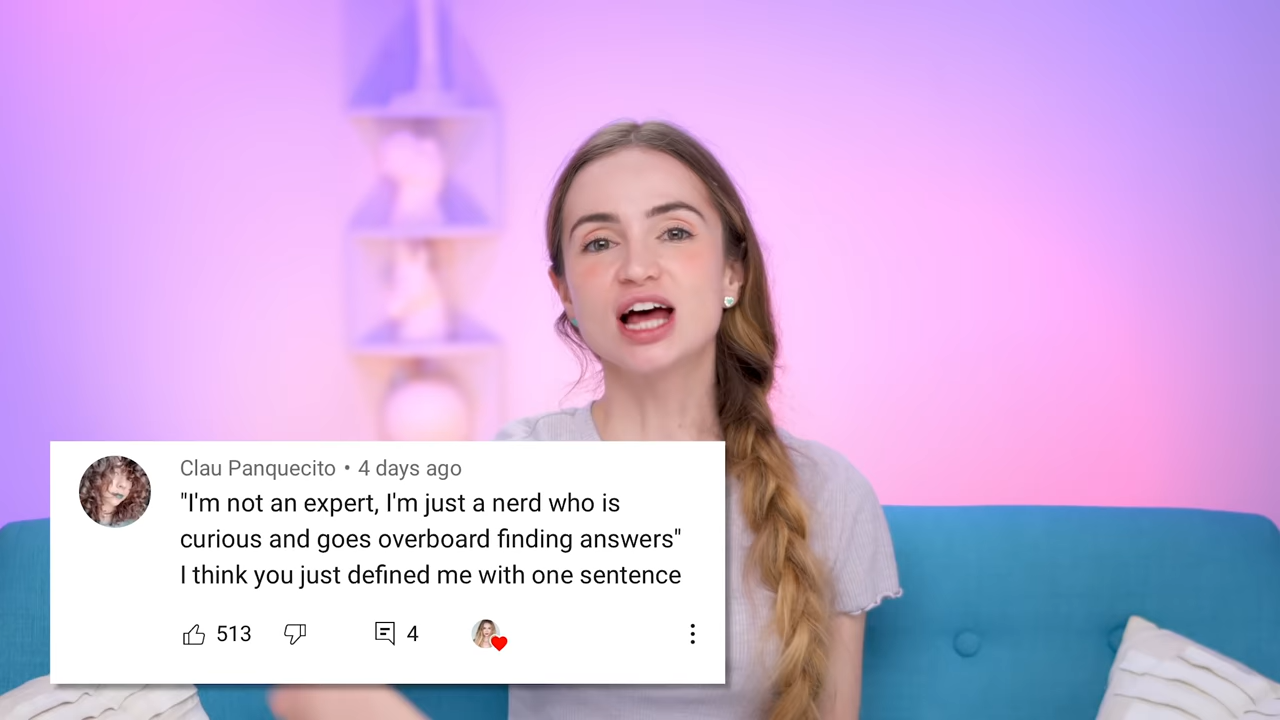 Clau Panquecito • 4 days ago
"I'm not an expert, I'm just a nerd who is
curious and goes overboard finding answers"
I think you just defined me with one sentence
513
4